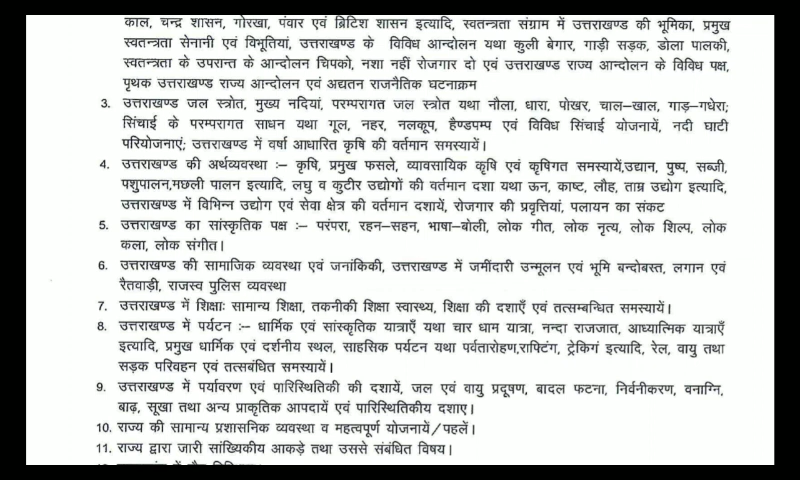 काल, चन्द्र शासन, गोरखा, पंवार एवं ब्रिटिश शासन इत्यादि, स्वतन्त्रता संग्राम में उत्तराखण्ड की भूमिका, प्रमुख
स्वतन्त्रता सेनानी एवं विभूतियां, उत्तराखण्ड के विविध आन्दोलन यथा कुली बेगार, गाड़ी सड़क, डोला पालकी,
स्वतन्त्रता के उपरान्त के आन्दोलन चिपको, नशा नहीं रोजगार दो एवं उत्तराखण्ड राज्य आन्दोलन के विविध पक्ष,
पृथक उत्तराखण्ड राज्य आन्दोलन एवं अद्यतन राजनैतिक घटनाक्रम
3. उत्तराखण्ड जल स्त्रोत, मुख्य नदियां, परम्परागत जल स्त्रोत यथा नौला, धारा, पोखर, चाल–खाल, गाड़–गधेरा;
सिंचाई के परम्परागत साधन यथा गूल, नहर, नलकूप, हैण्डपम्प एवं विविध सिंचाई योजनायें, नदी घाटी
परियोजनाएं; उत्तराखण्ड में वर्षा आधारित कृषि की वर्तमान समस्यायें।
4. उत्तराखण्ड की अर्थव्यवस्था :– कृषि, प्रमुख फसले, व्यावसायिक कृषि एवं कृषिगत समस्यायें,उद्यान, पुष्प, सब्जी,
पशुपालन,मछली पालन इत्यादि, लघु व कुटीर उद्योगों की वर्तमान दशा यथा ऊन, काष्ट, लौह, ताम्र उद्योग इत्यादि,
उत्तराखण्ड में विभिन्न उद्योग एवं सेवा क्षेत्र की वर्तमान दशायें, रोजगार की प्रवृत्तियां, पलायन का संकट
5. उत्तराखण्ड का सांस्कृतिक पक्ष :– परंपरा, रहन–सहन, भाषा–बोली, लोक गीत, लोक नृत्य, लोक शिल्प, लोक
कला, लोक संगीत।
6. उत्तराखण्ड की सामाजिक व्यवस्था एवं जनांकिकी, उत्तराखण्ड में जमींदारी उन्मूलन एवं भूमि बन्दोबस्त, लगान एवं
रैतवाड़ी, राजस्व पुलिस व्यवस्था
7. उत्तराखण्ड में शिक्षाः सामान्य शिक्षा, तकनीकी शिक्षा स्वास्थ्य, शिक्षा की दशाएँ एवं तत्सम्बन्धित समस्यायें।
8. उत्तराखण्ड में पर्यटन :– धार्मिक एवं सांस्कृतिक यात्राएँ यथा चार धाम यात्रा, नन्दा राजजात, आध्यात्मिक यात्राएँ
इत्यादि, प्रमुख धार्मिक एवं दर्शनीय स्थल, साहसिक पर्यटन यथा पर्वतारोहण,राफ्टिंग, ट्रेकिगं इत्यादि, रेल, वायु तथा
सड़क परिवहन एवं तत्सबंधित समस्यायें।
9. उत्तराखण्ड में पर्यावरण एवं पारिस्थितिकी की दशायें, जल एवं वायु प्रदूषण, बादल फटना, निर्वनीकरण, वनाग्नि,
बाढ़, सूखा तथा अन्य प्राकृतिक आपदायें एवं पारिस्थितिकीय दशाए।
10. राज्य की सामान्य प्रशासनिक व्यवस्था व महत्वपूर्ण योजनायें/पहलें।
11. राज्य द्वारा जारी सांख्यिकीय आकड़े तथा उससे संबंधित विषय।